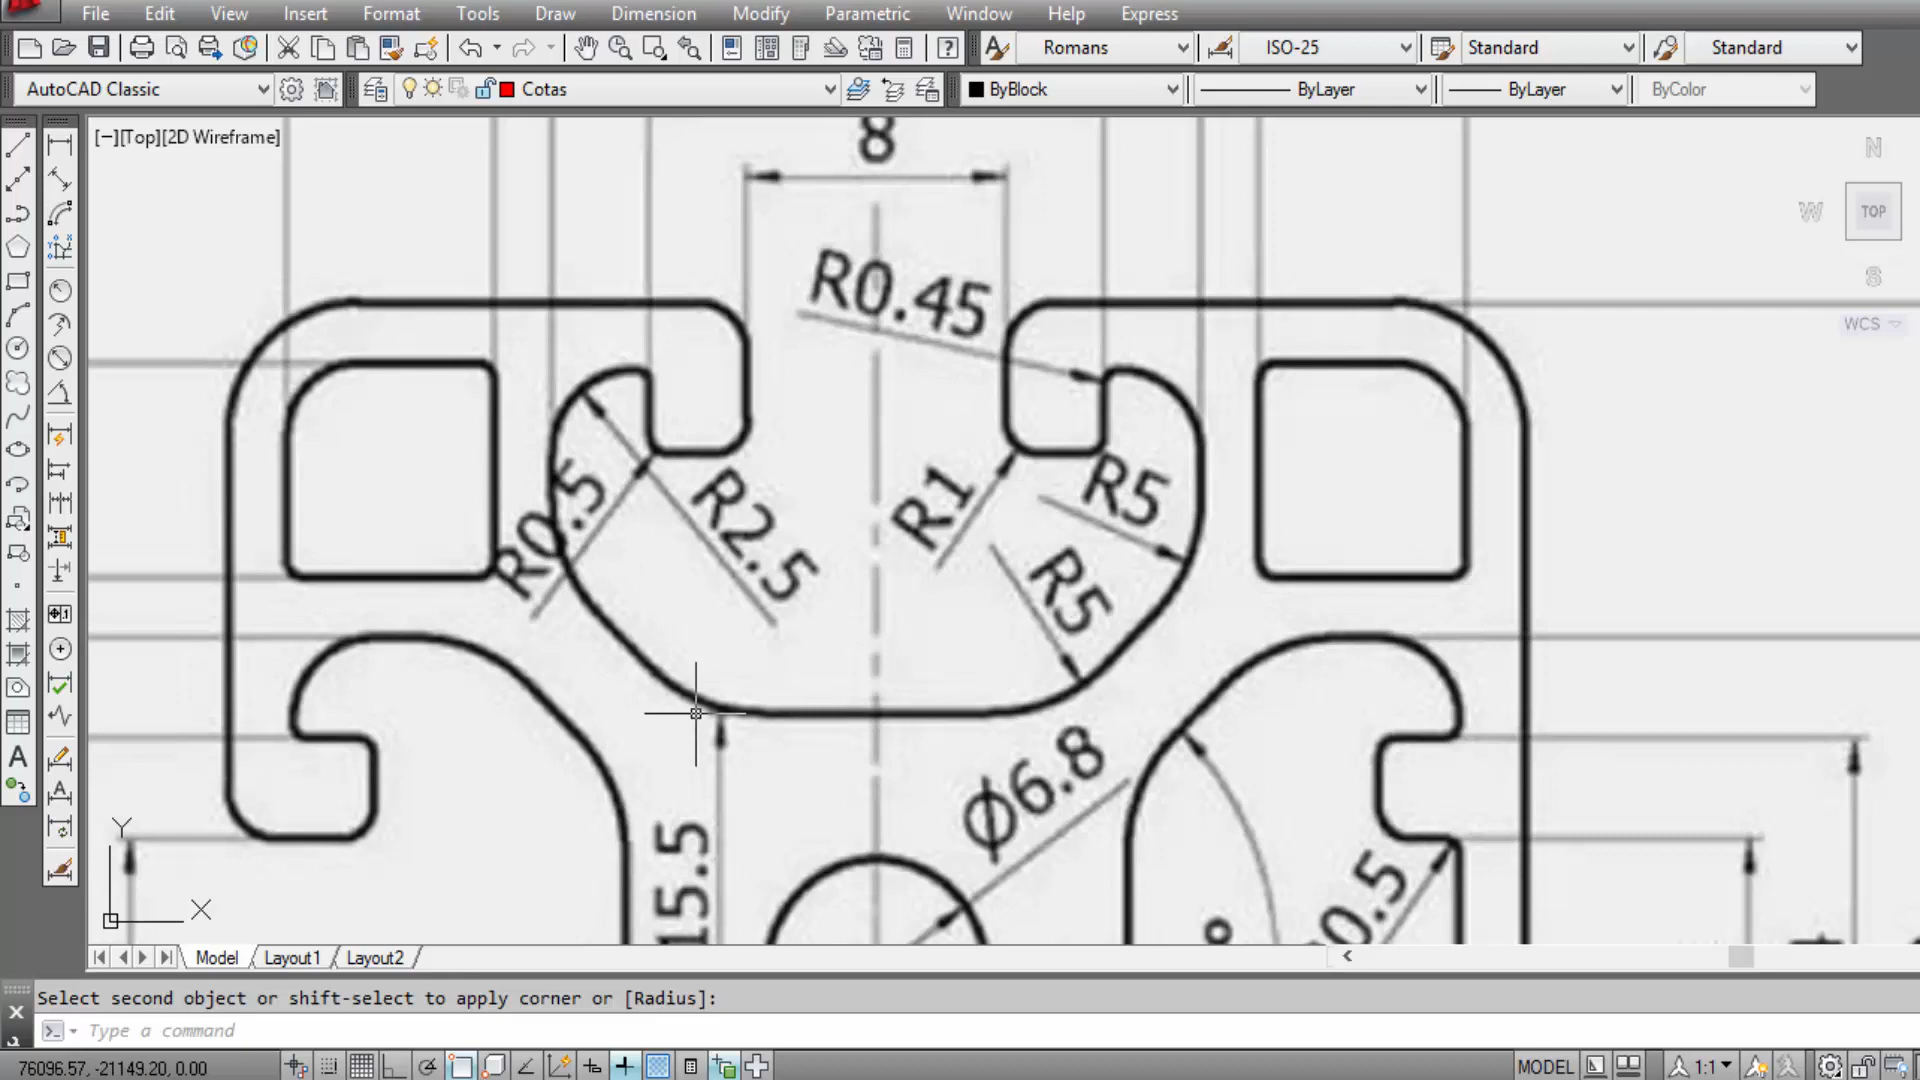 File Edit View Insert Format Tools Draw Dimension Modify Parametric Window Help Express
Romans ISO-25 Standard Standard
AutoCAD Classic Cotas ByBlock ByLayer ByLayer ByColor
[−][Top][2D Wireframe]
8
N
W TOP
S
WCS
R0.45
R0.5
R2.5
R1
R5
R5
Ø6.8
15.5
Y
X
Model Layout1 Layout2
Select second object or shift-select to apply corner or [Radius]:
Type a command
76096.57, -21149.20, 0.00 MODEL 1:1